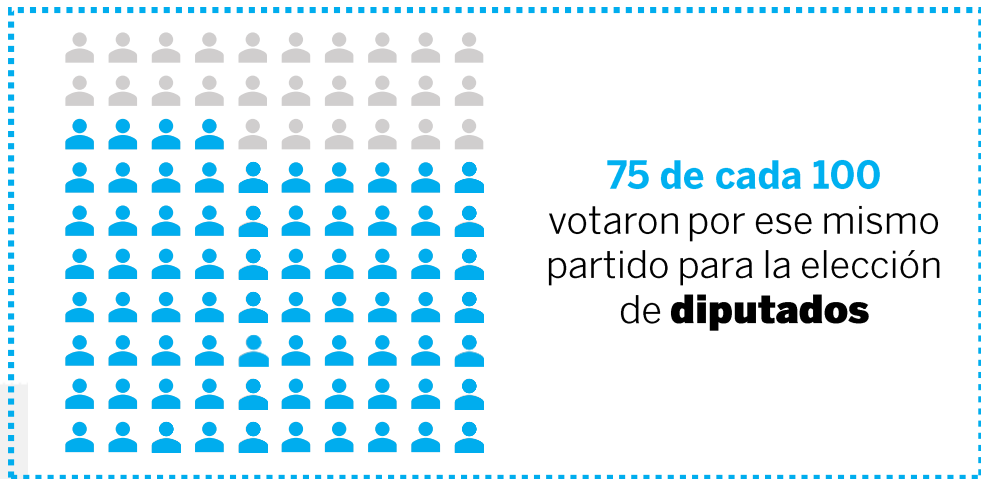 75 de cada 100
votaron por ese mismo
partido para la elección
de diputados